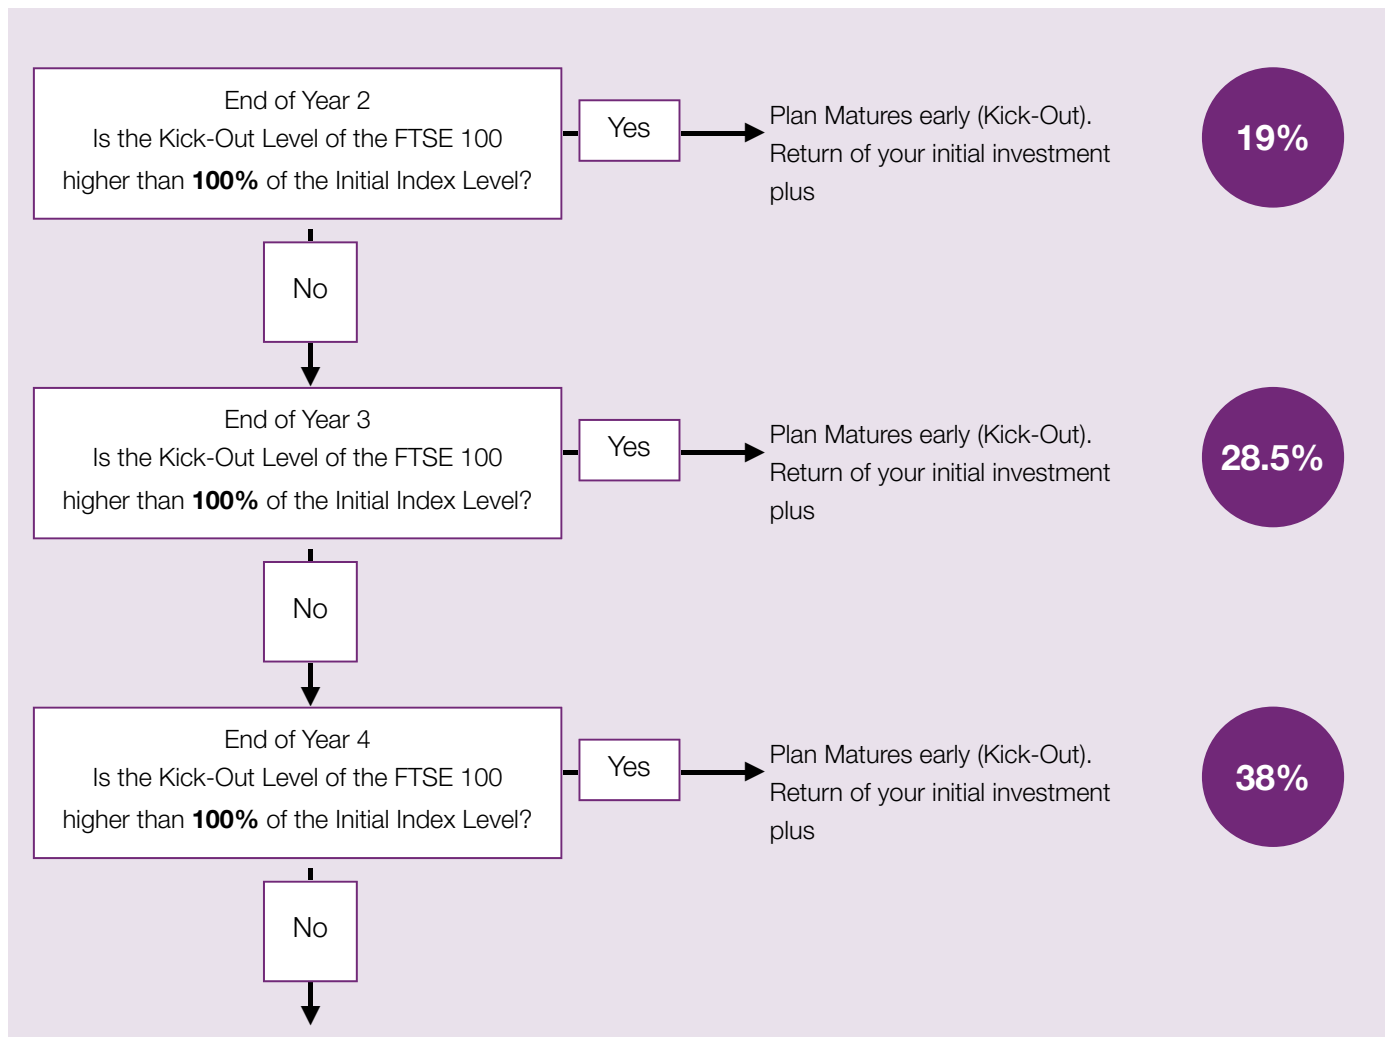 End of Year 2
Is the Kick-Out Level of the FTSE 100
higher than 100% of the Initial Index Level?
Yes
Plan Matures early (Kick-Out).
Return of your initial investment
plus
19%
No
End of Year 3
Is the Kick-Out Level of the FTSE 100
higher than 100% of the Initial Index Level?
Yes
Plan Matures early (Kick-Out).
Return of your initial investment
plus
28.5%
No
End of Year 4
Is the Kick-Out Level of the FTSE 100
higher than 100% of the Initial Index Level?
Yes
Plan Matures early (Kick-Out).
Return of your initial investment
plus
38%
No